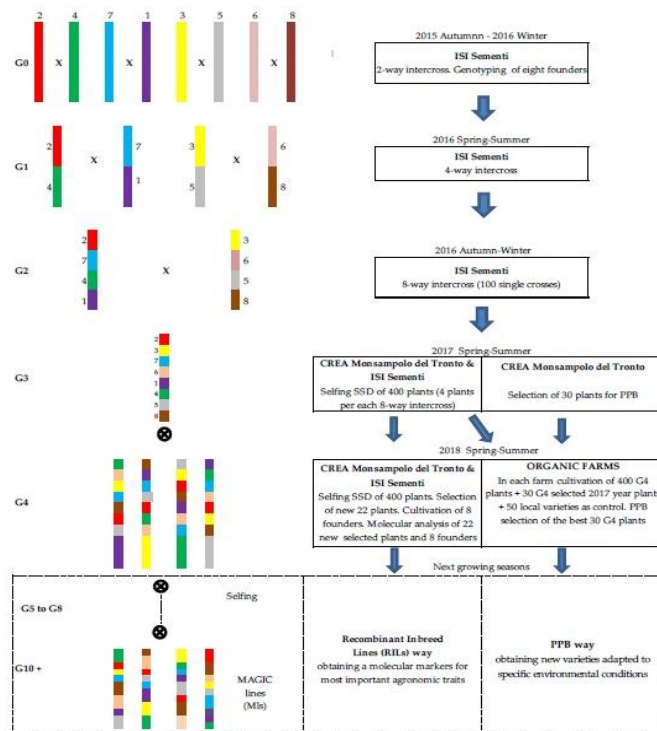 2 4 7 1 3 5 6 8
G0 X X X X
2015 Autumnn - 2016 Winter
ISI Sementi
2-way intercross. Genotyping of eight founders
2016 Spring-Summer
ISI Sementi
4-way intercross
G1 X X X
2 7 3 6
4 1 5 8
2016 Autumn-Winter
ISI Sementi
8-way intercross (100 single crosses)
G2 X
2 3
7 6
4 5
1 8
2017 Spring-Summer
CREA Monsampolo del Tronto &
ISI Sementi
Selfing SSD of 400 plants (4 plants
per each 8-way intercross)
CREA Monsampolo del Tronto
Selection of 30 plants for PPB
G3
2
3
7
6
1
4
5
8
2018 Spring-Summer
CREA Monsampolo del Tronto &
ISI Sementi
Selfing SSD of 400 plants. Selection
of new 22 plants. Cultivation of 8
founders. Molecular analysis of 22
new selected plants and 8 founders
ORGANIC FARMS
In each farm cultivation of 400 G4
plants + 30 G4 selected 2017 year plant
+ 50 local varieties as control. PPB
selection of the best 30 G4 plants
G4
Next growing seasons
G5 to G8
Selfing
G10 +
MAGIC
lines
(Mls)
Recombinant Inbreed
Lines (RILs) way
obtaining a molecular markers for
most important agronomic traits
PPB way
obtaining new varieties adapted to
specific environmental conditions